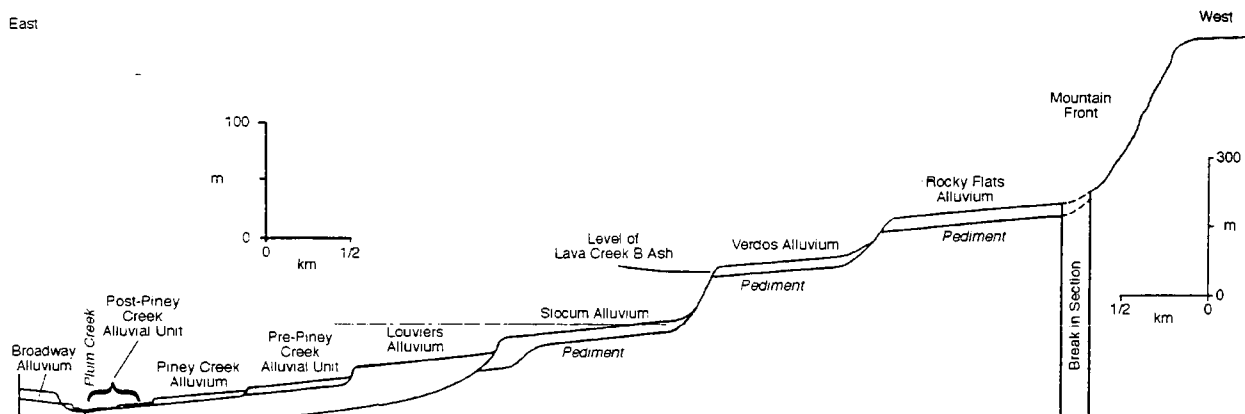 East
West
Mountain
Front
100
m
0
0
1/2
km
300
m
0
1/2
0
km
Rocky Flats
Alluvium
Pediment
Level of
Lava Creek B Ash
Verdos Alluvium
Pediment
Slocum Alluvium
Pediment
Louviers
Alluvium
Pre-Piney
Creek
Alluvial Unit
Piney Creek
Alluvium
Post-Piney
Creek
Alluvial Unit
Plum Creek
Broadway
Alluvium
Break in Section